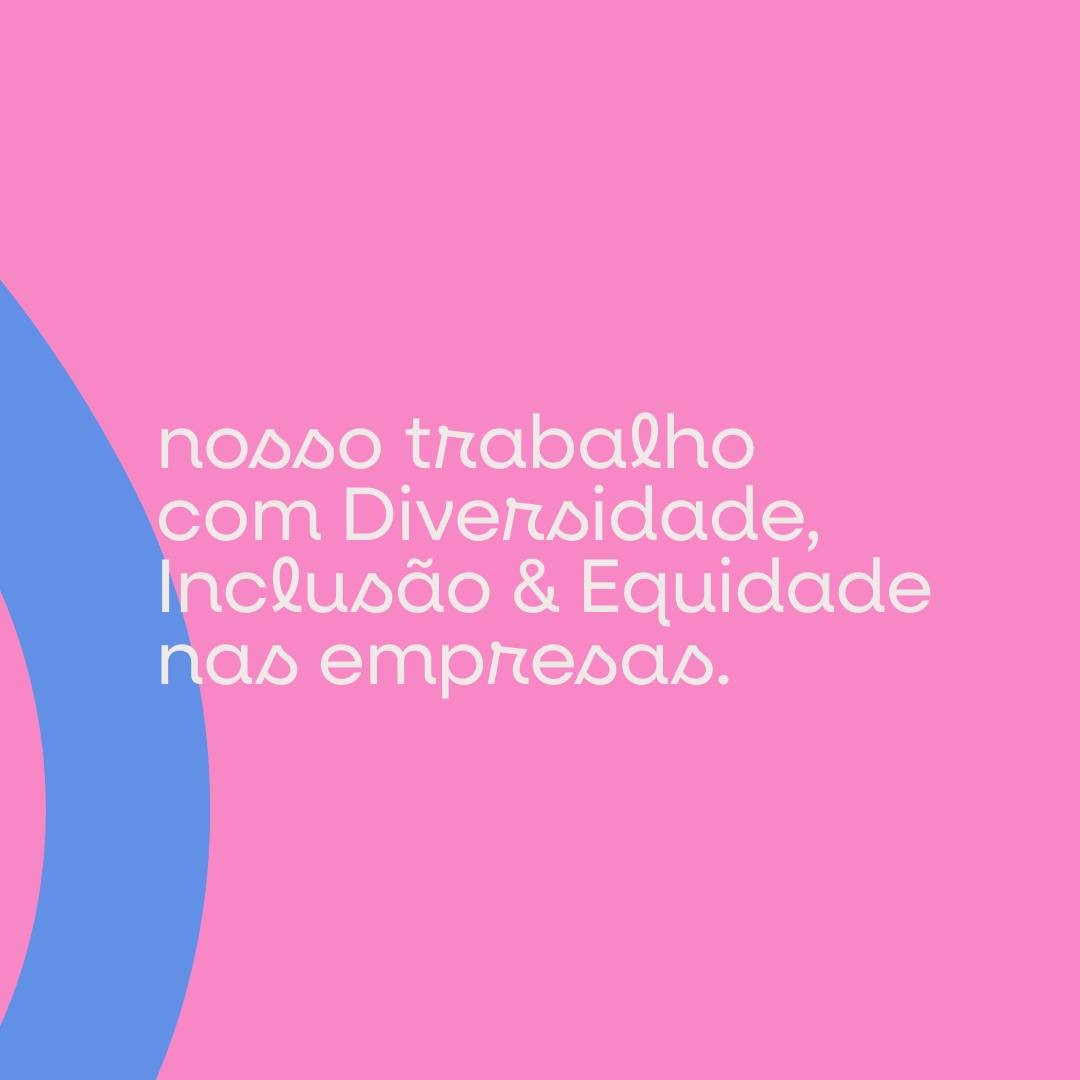 nosso trabalho
com Diversidade,
Inclusão & Equidade
nas empresas.